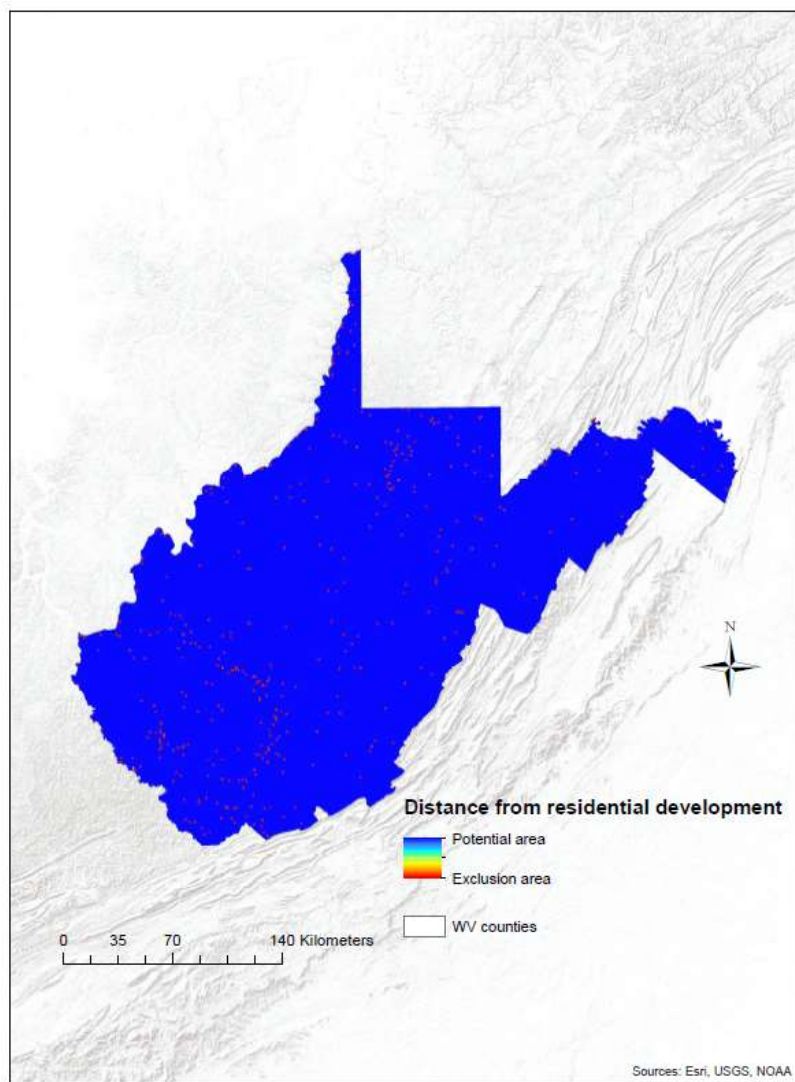 N
Distance from residential development
Potential area
Exclusion area
WV counties
0 35 70 140 Kilometers
Sources: Esri, USGS, NOAA